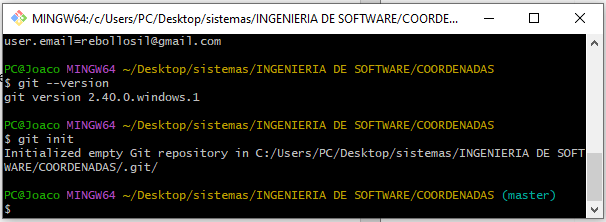 MINGW64:/c/Users/PC/Desktop/sistemas/INGENIERIA DE SOFTWARE/COORDE...
user.email=rebollosil@gmail.com
PC@Joaco MINGW64 ~/Desktop/sistemas/INGENIERIA DE SOFTWARE/COORDENADAS
$ git --version
git version 2.40.0.windows.1
PC@Joaco MINGW64 ~/Desktop/sistemas/INGENIERIA DE SOFTWARE/COORDENADAS
$ git init
Initialized empty Git repository in C:/Users/PC/Desktop/sistemas/INGENIERIA DE SOFT
WARE/COORDENADAS/.git/
PC@Joaco MINGW64 ~/Desktop/sistemas/INGENIERIA DE SOFTWARE/COORDENADAS (master)
$